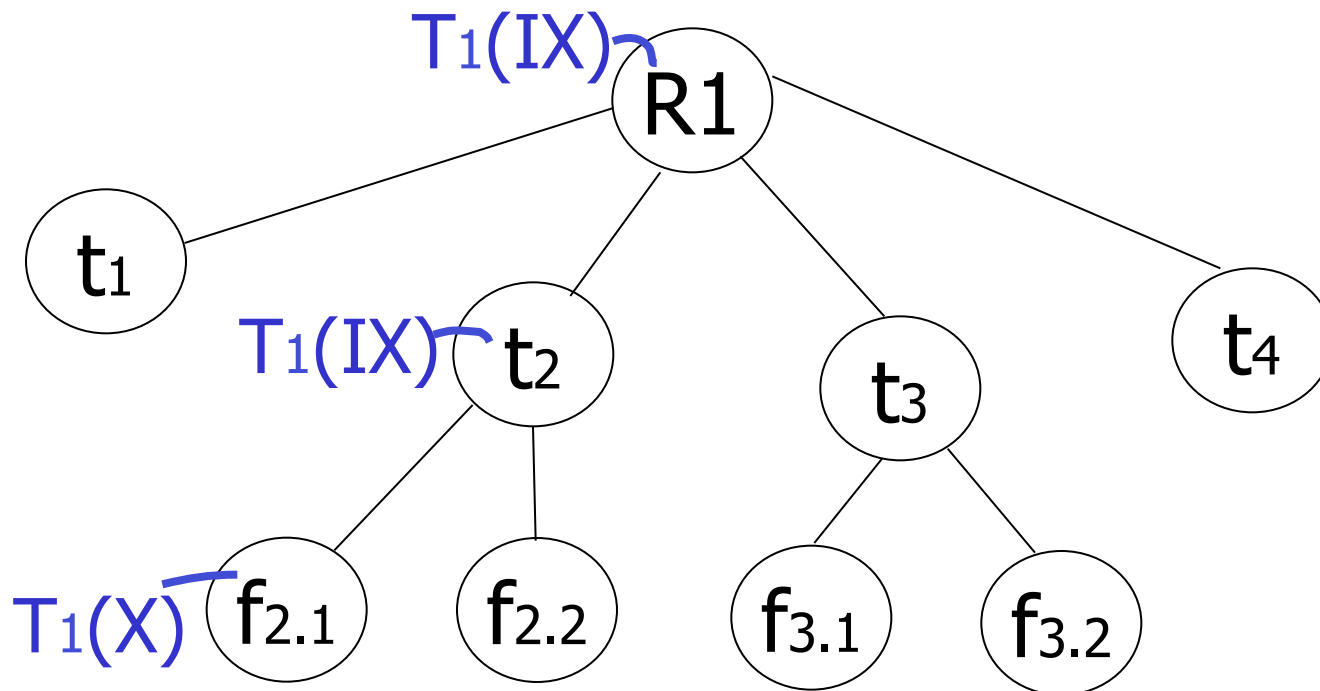 T1(IX)
R1
t1
T1(IX)
t2
t3
t4
T1(X)
f2.1
f2.2
f3.1
f3.2